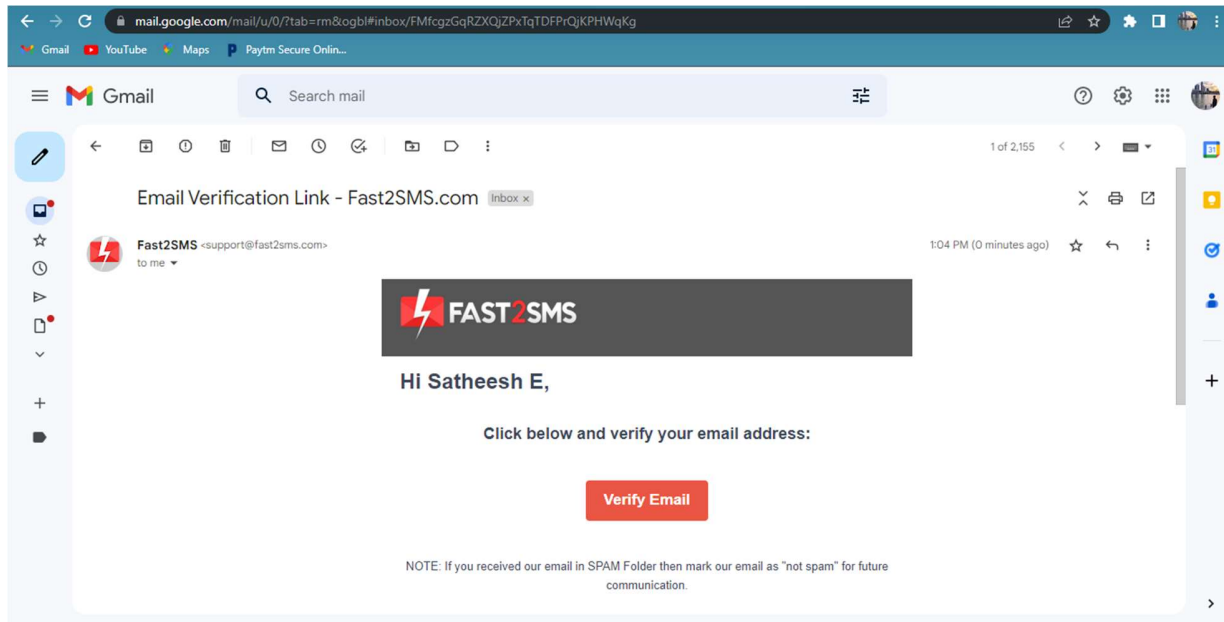 mail.google.com/mail/u/0/?tab=rm&ogbl#inbox/FMfcgzGqRZXQjZPxTqTDFPrQjKPHWqKg
Gmail YouTube Maps Paytm Secure Onlin...
Gmail Search mail
1 of 2,155
31
Email Verification Link - Fast2SMS.com Inbox x
Fast2SMS <support@fast2sms.com> 1:04 PM (0 minutes ago)
to me
FAST2SMS
Hi Satheesh E,
Click below and verify your email address:
Verify Email
NOTE: If you received our email in SPAM Folder then mark our email as "not spam" for future
communication.